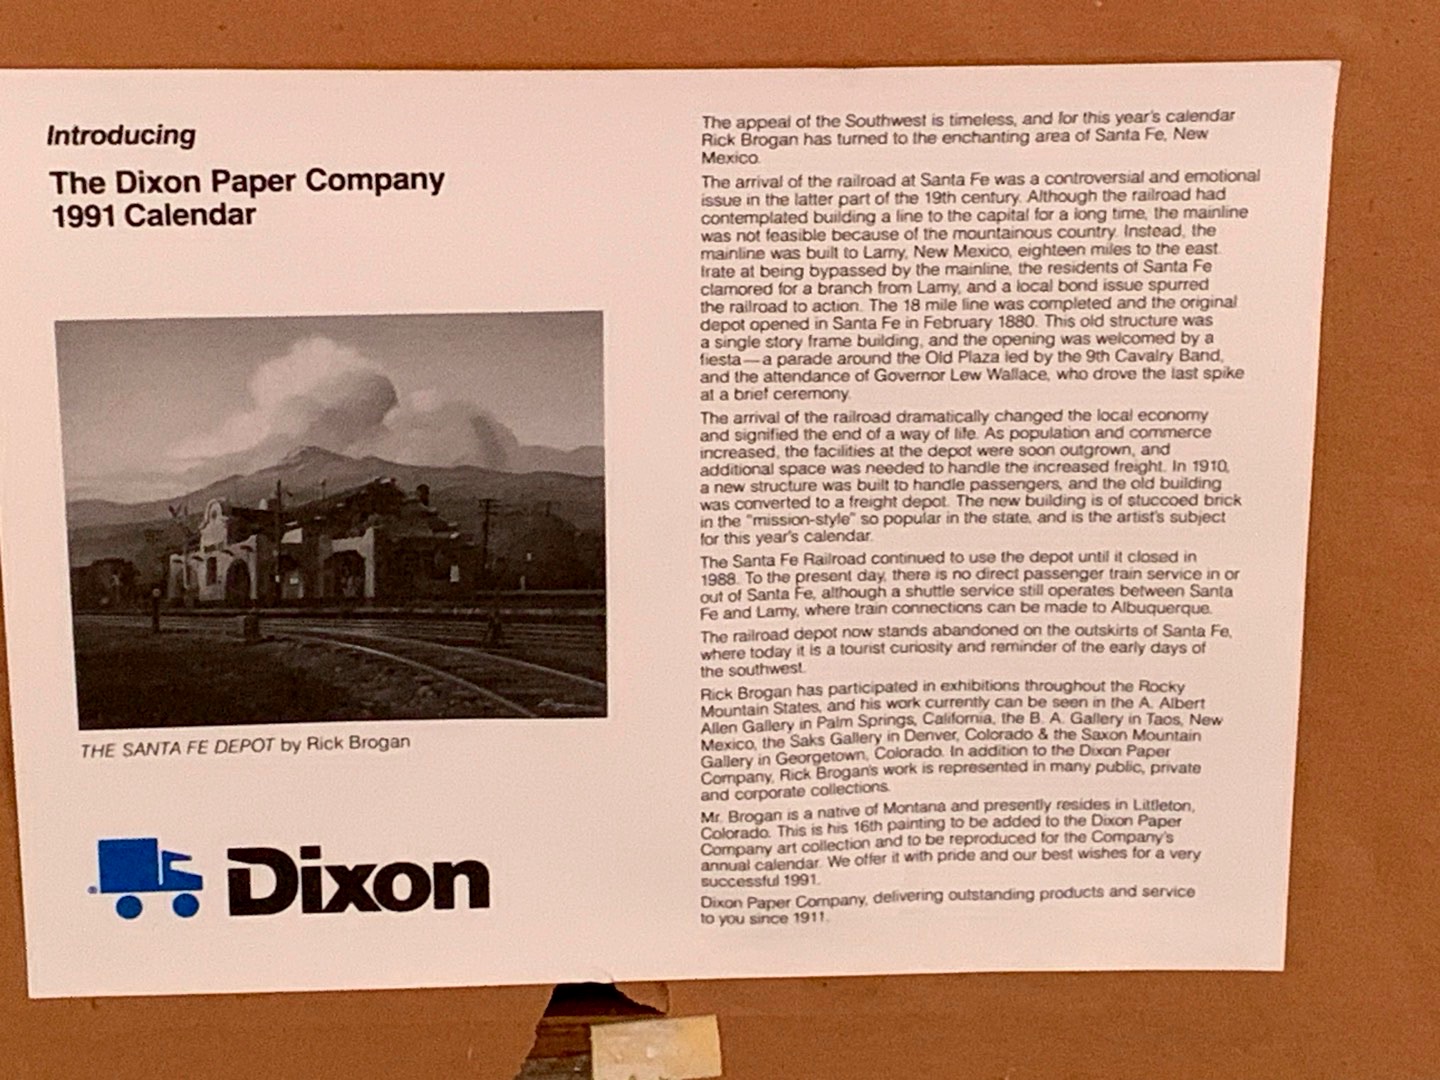 Introducing
The Dixon Paper Company
1991 Calendar
THE SANTA FE DEPOT by Rick Brogan
Dixon
The appeal of the Southwest is timeless, and for this year's calendar
Rick Brogan has turned to the enchanting area of Santa Fe, New
Mexico.
The arrival of the railroad at Santa Fe was a controversial and emotional
issue in the latter part of the 19th century. Although the railroad had
contemplated building a line to the capital for a long time, the mainline
was not feasible because of the mountainous country. Instead, the
mainline was built to Lamy, New Mexico, eighteen miles to the east.
Irate at being bypassed by the mainline, the residents of Santa Fe
clamored for a branch from Lamy, and a local bond issue spurred
the railroad to action. The 18 mile line was completed and the original
depot opened in Santa Fe in February 1880. This old structure was
a single story frame building, and the opening was welcomed by a
fiesta—a parade around the Old Plaza led by the 9th Cavalry Band,
and the attendance of Governor Lew Wallace, who drove the last spike
at a brief ceremony.
The arrival of the railroad dramatically changed the local economy
and signified the end of a way of life. As population and commerce
increased, the facilities at the depot were soon outgrown, and
additional space was needed to handle the increased freight. In 1910,
a new structure was built to handle passengers, and the old building
was converted to a freight depot. The new building is of stuccoed brick
in the "mission-style" so popular in the state, and is the artist's subject
for this year's calendar.
The Santa Fe Railroad continued to use the depot until it closed in
1988. To the present day, there is no direct passenger train service in or
out of Santa Fe, although a shuttle service still operates between Santa
Fe and Lamy, where train connections can be made to Albuquerque.
The railroad depot now stands abandoned on the outskirts of Santa Fe,
where today it is a tourist curiosity and reminder of the early days of
the southwest.
Rick Brogan has participated in exhibitions throughout the Rocky
Mountain States, and his work currently can be seen in the A. Albert
Allen Gallery in Palm Springs, California, the B. A. Gallery in Taos, New
Mexico, the Saks Gallery in Denver, Colorado & the Saxon Mountain
Gallery in Georgetown, Colorado. In addition to the Dixon Paper
Company, Rick Brogan's work is represented in many public, private
and corporate collections.
Mr. Brogan is a native of Montana and presently resides in Littleton,
Colorado. This is his 16th painting to be added to the Dixon Paper
Company art collection and to be reproduced for the Company's
annual calendar. We offer it with pride and our best wishes for a very
successful 1991.
Dixon Paper Company, delivering outstanding products and service
to you since 1911.